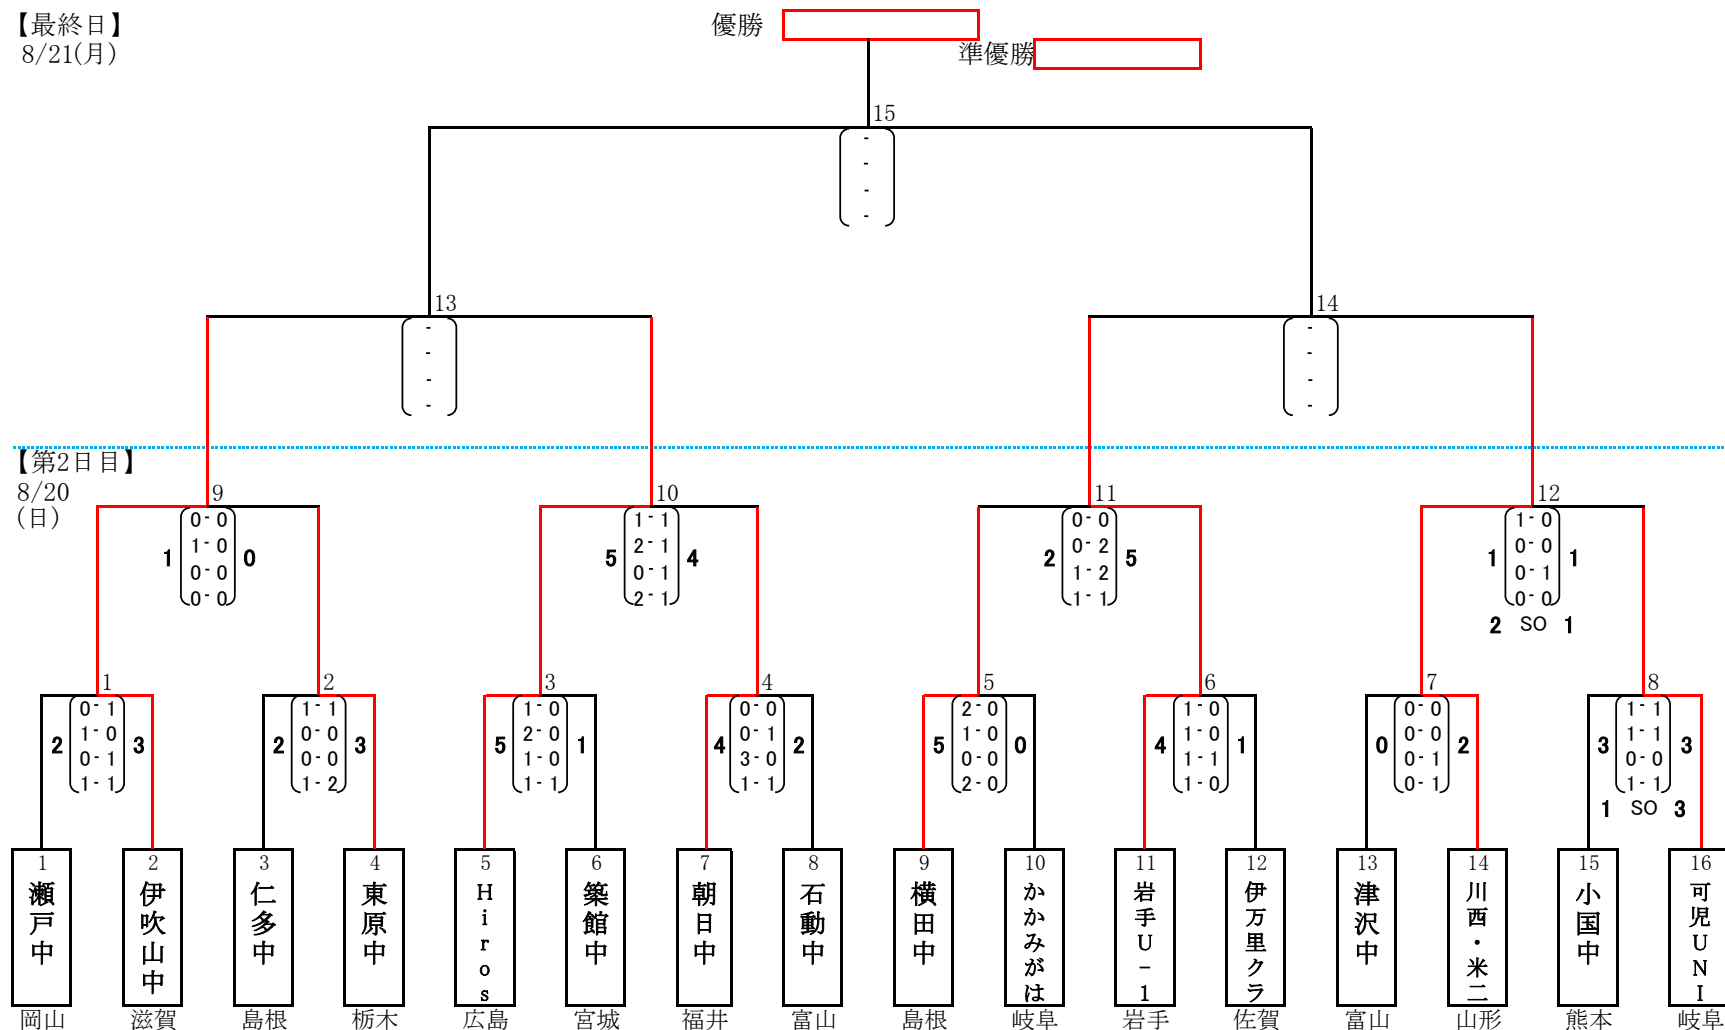 【最終日】
8/21(月)
優勝
準優勝
15
-
-
-
-
13
-
-
-
-
14
-
-
-
-
【第2日目】
8/20
(日)
9
1
0-0
1-0
0-0
0-0
0
10
5
1-1
2-1
0-1
2-1
4
11
2
0-0
0-2
1-2
1-1
5
12
1
1-0
0-0
0-1
0-0
1
2 SO 1
1
2
0-1
1-0
0-1
1-1
3
2
2
1-1
0-0
0-0
1-2
3
3
5
1-0
2-0
1-0
1-1
1
4
4
0-0
0-1
3-0
1-1
2
5
5
2-0
1-0
0-0
2-0
0
6
4
1-0
1-0
1-1
1-0
1
7
0
0-0
0-0
0-1
0-1
2
8
3
1-1
1-1
0-0
1-1
3
1 SO 3
1
瀬戸中
岡山
2
伊吹山中
滋賀
3
仁多中
島根
4
東原中
栃木
5
Hiros
広島
6
築館中
宮城
7
朝日中
福井
8
石動中
富山
9
横田中
島根
10
かかみがは
岐阜
11
岩手U-1
岩手
12
伊万里クラ
佐賀
13
津沢中
富山
14
川西・米二
山形
15
小国中
熊本
16
可児UNI
岐阜